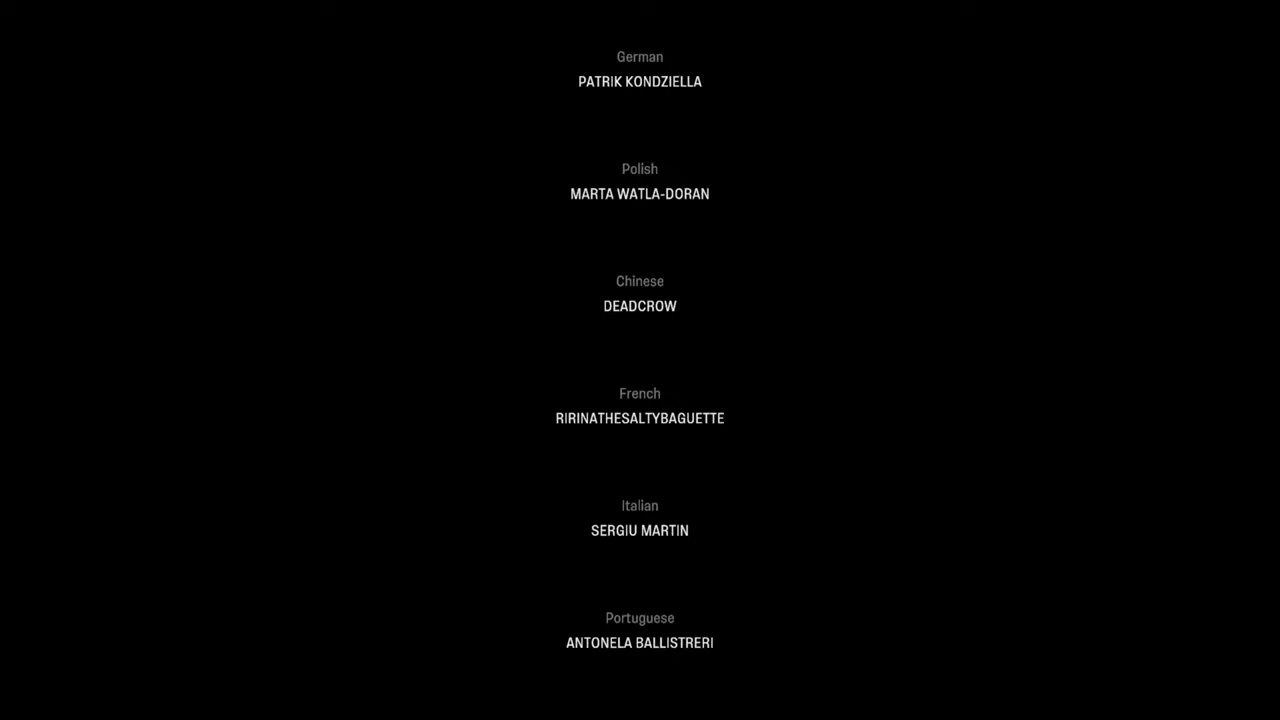 German
PATRIK KONDZIELLA
Polish
MARTA WATLA-DORAN
Chinese
DEADCROW
French
RIRINATHESALTYBAGUETTE
Italian
SERGIU MARTIN
Portuguese
ANTONELA BALLISTRERI